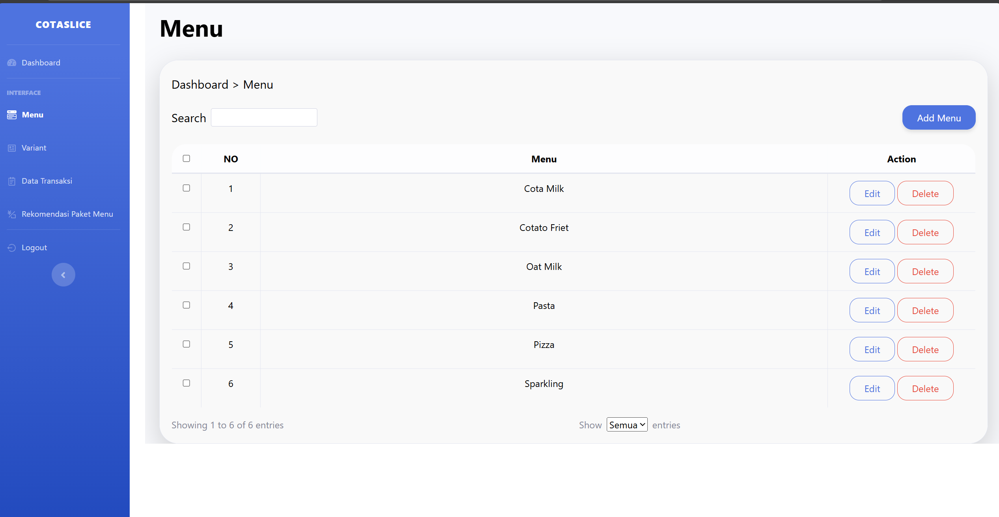 COTASLICE
Dashboard
INTERFACE
Menu
Variant
Data Transaksi
Rekomendasi Paket Menu
Logout
Menu
Dashboard > Menu
Search
Add Menu
NO Menu Action
1 Cota Milk Edit Delete
2 Cotato Friet Edit Delete
3 Oat Milk Edit Delete
4 Pasta Edit Delete
5 Pizza Edit Delete
6 Sparkling Edit Delete
Showing 1 to 6 of 6 entries Show Semua entries